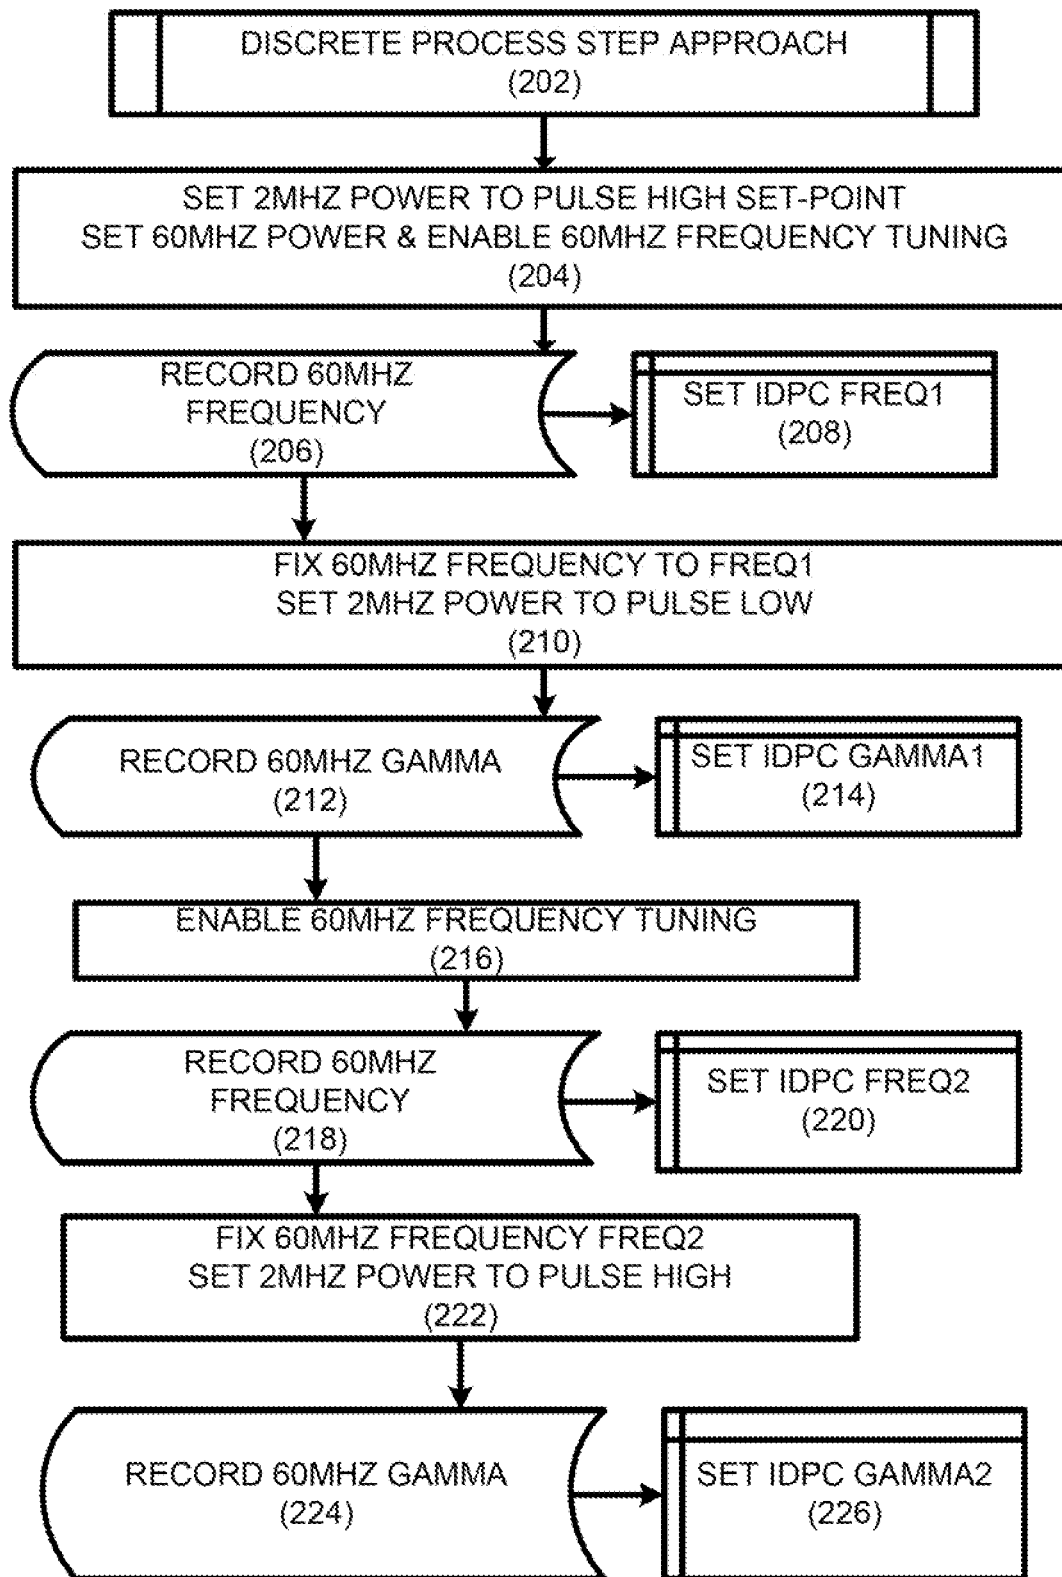 DISCRETE PROCESS STEP APPROACH
(202)
SET 2MHZ POWER TO PULSE HIGH SET-POINT
SET 60MHZ POWER & ENABLE 60MHZ FREQUENCY TUNING
(204)
RECORD 60MHZ
FREQUENCY
(206)
SET IDPC FREQ1
(208)
FIX 60MHZ FREQUENCY TO FREQ1
SET 2MHZ POWER TO PULSE LOW
(210)
RECORD 60MHZ GAMMA
(212)
SET IDPC GAMMA1
(214)
ENABLE 60MHZ FREQUENCY TUNING
(216)
RECORD 60MHZ
FREQUENCY
(218)
SET IDPC FREQ2
(220)
FIX 60MHZ FREQUENCY FREQ2
SET 2MHZ POWER TO PULSE HIGH
(222)
RECORD 60MHZ GAMMA
(224)
SET IDPC GAMMA2
(226)